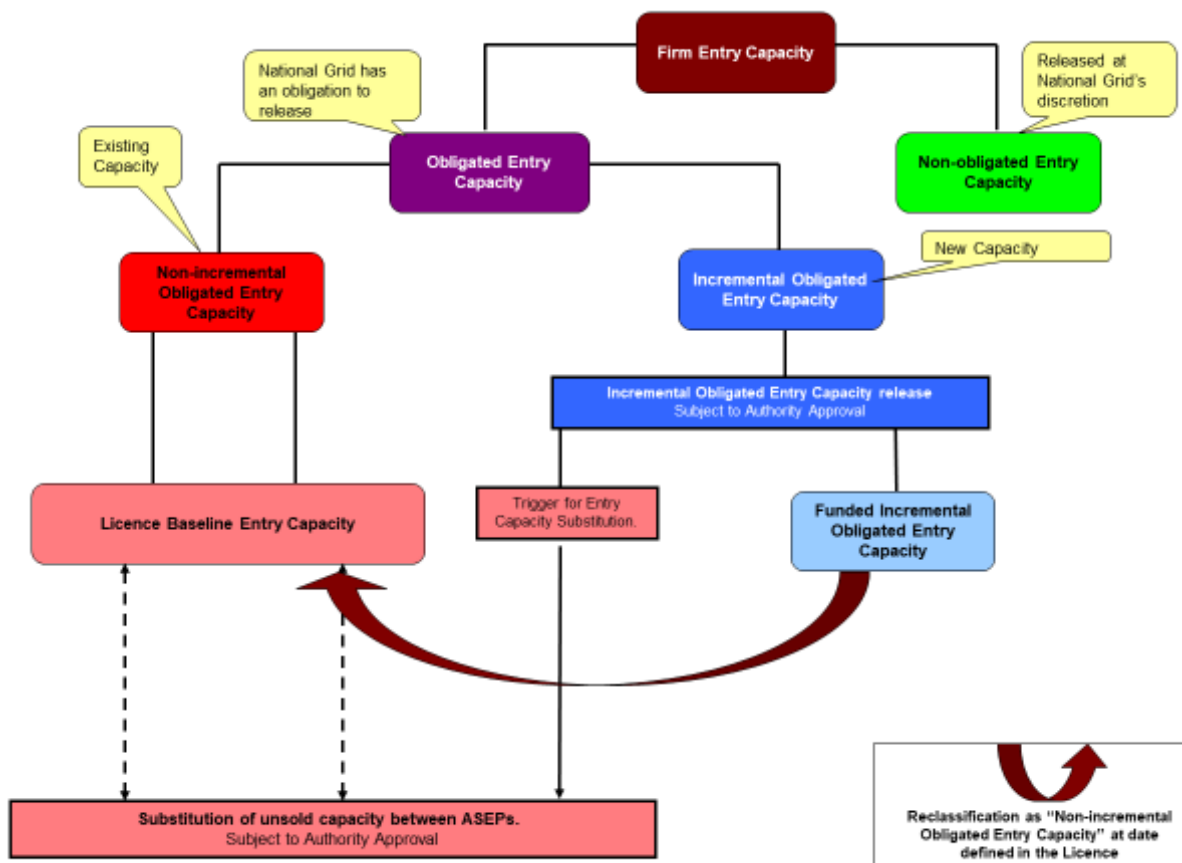 Firm Entry Capacity
National Grid has
an obligation to
release
Released at
National Grid's
discretion
Existing
Capacity
Obligated Entry
Capacity
Non-obligated Entry
Capacity
New Capacity
Non-incremental
Obligated Entry
Capacity
Incremental Obligated
Entry Capacity
Incremental Obligated Entry Capacity release
Subject to Authority Approval
Licence Baseline Entry Capacity
Trigger for Entry
Capacity Substitution.
Funded Incremental
Obligated Entry
Capacity
Substitution of unsold capacity between ASEPs.
Subject to Authority Approval
Reclassification as “Non-incremental
Obligated Entry Capacity” at date
defined in the Licence